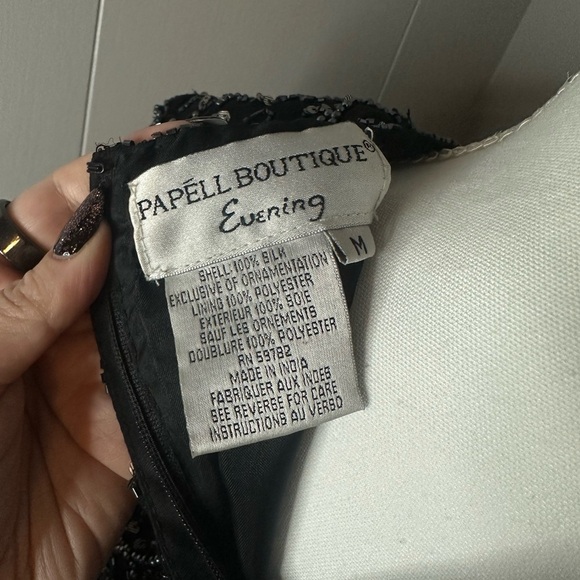 PAPÉLL BOUTIQUE®
Evening
M
SHELL:100% SILK
EXCLUSIVE OF ORNAMENTATION
LINING 100% POLYESTER
EXTERIEUR 100% SOIE
SAUF LES ORNEMENTS
DOUBLURE 100% POLYESTER
RN 59782
MADE IN INDIA
FABRIQUER AUX INDES
SEE REVERSE FOR CARE
INSTRUCTIONS AU VERSO